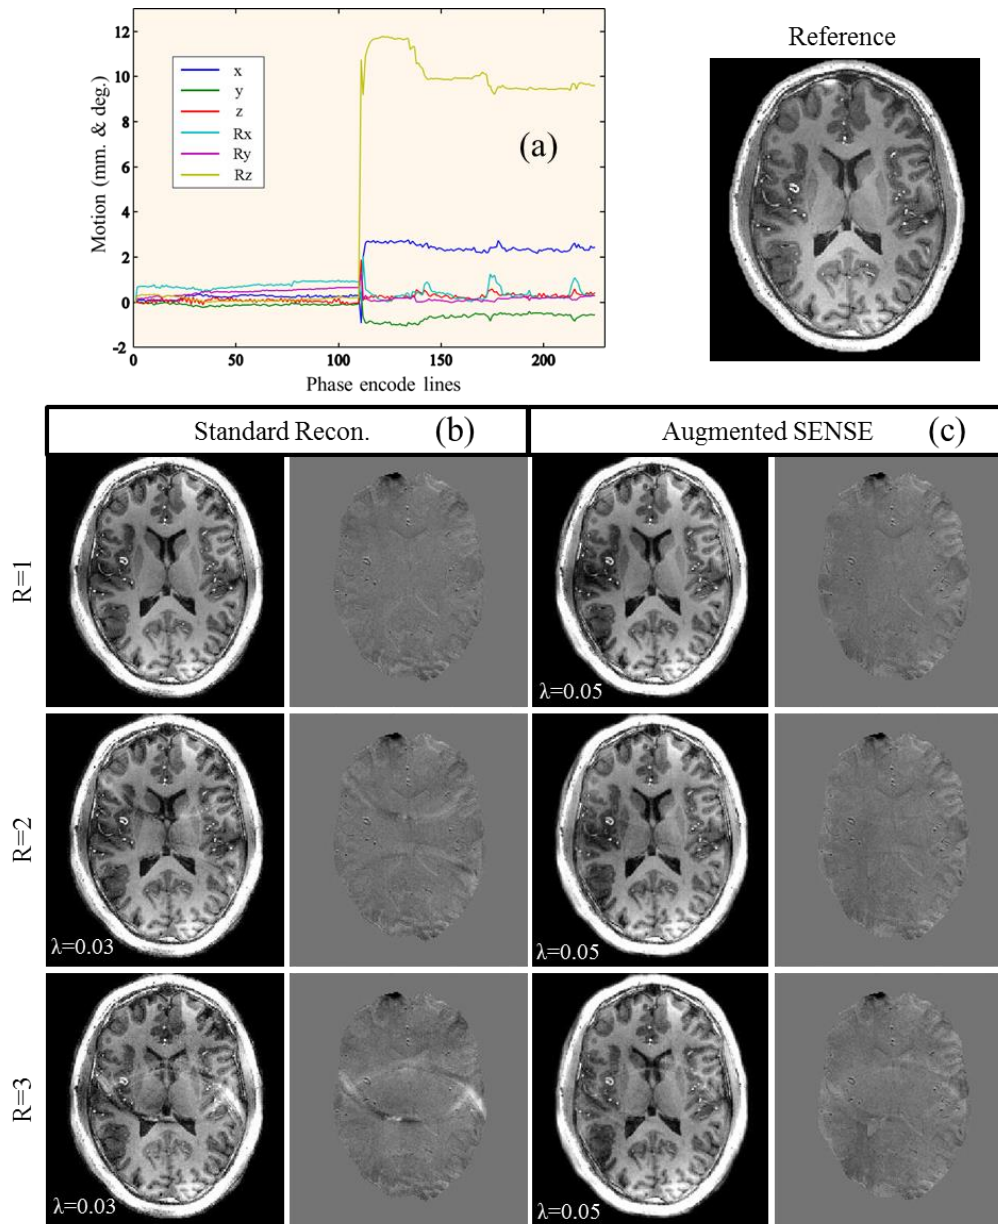 12
10
8
6
4
2
0
-2
0
50
100
150
200
Motion (mm. & deg.)
Phase encode lines
x
y
z
Rx
Ry
Rz
(a)
Reference
Standard Recon. (b)
Augmented SENSE (c)
R=1
λ=0.05
R=2
λ=0.03
λ=0.05
R=3
λ=0.03
λ=0.05